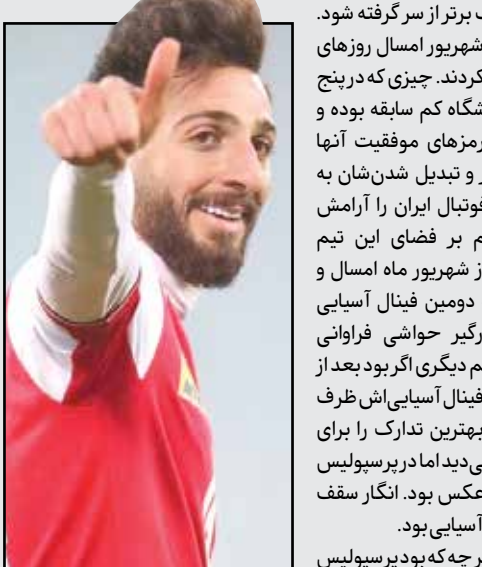 برتر از سر گرفته شود.
شهریور امسال روزهای
کردند. چیزی که در پنج
شگاه کم سابقه بوده و
رمزهای موفقیت آنها
ر و تبدیل شدن‌شان به
فوتبال ایران را آرامش
م بر فضای این تیم
ز شهریور ماه امسال و
دومین فینال آسیایی
رگیر حواشی فراوانی
م دیگری اگر بود بعد از
فینال آسیایی‌اش ظرف
بهترین تدارک را برای
ی‌دید اما در پرسپولیس
عکس بود. انگار سقف
آسیایی بود.
ر چه که بود پرسپولیس